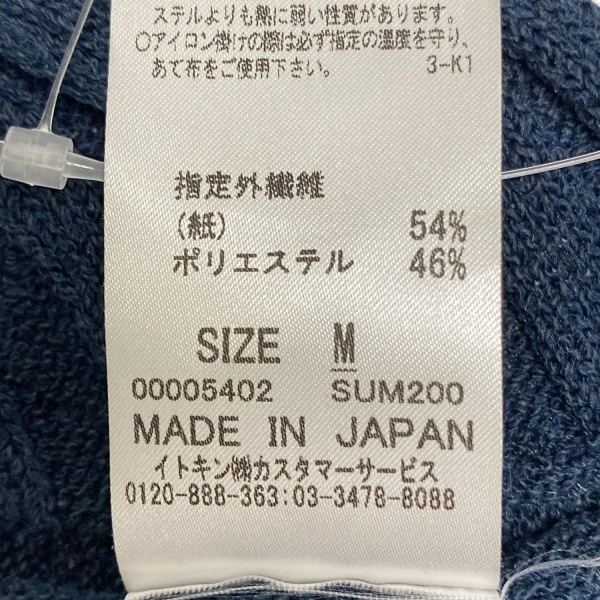 ステルよりも熱に弱い性質があります。
○アイロン掛けの際は必ず指定の温度を守り、
あて布をご使用下さい。 3-K1
指定外繊維
(紙) 54%
ポリエステル 46%
SIZE M
00005402 SUM200
MADE IN JAPAN
イトキン㈱カスタマーサービス
0120-888-363:03-3478-8088